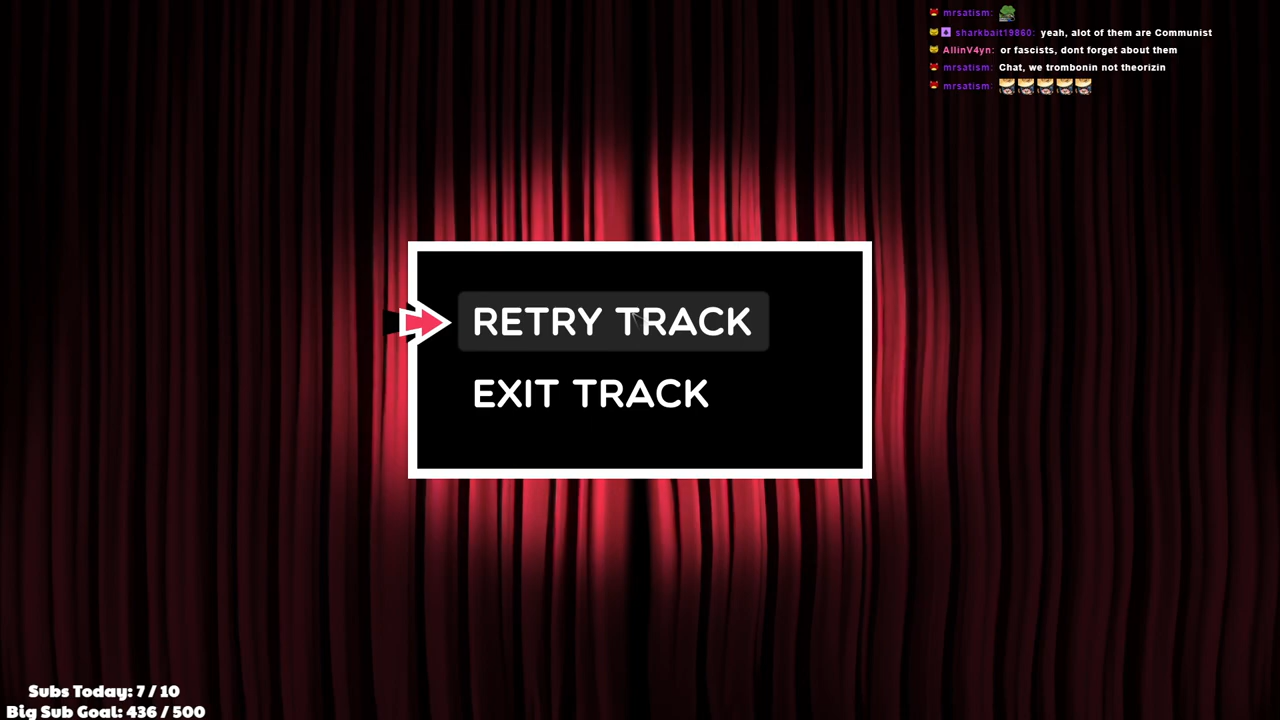 mrsatism:
sharkbait19860: yeah, alot of them are Communist
AllinV4yn: or fascists, dont forget about them
mrsatism: Chat, we trombonin not theorizin
mrsatism:
RETRY TRACK
EXIT TRACK
Subs Today: 7 / 10
Big Sub Goal: 436 / 500